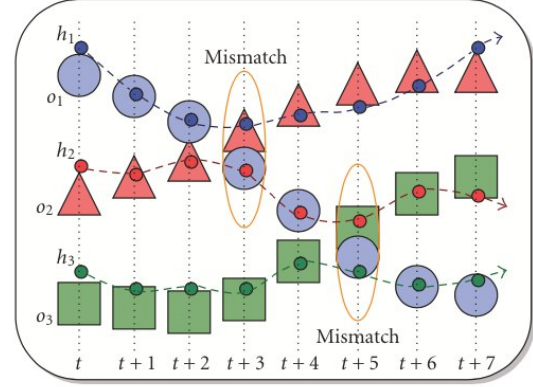 h1
Mismatch
o1
h2
o2
h3
o3
Mismatch
t
t + 1
t + 2
t + 3
t + 4
t + 5
t + 6
t + 7